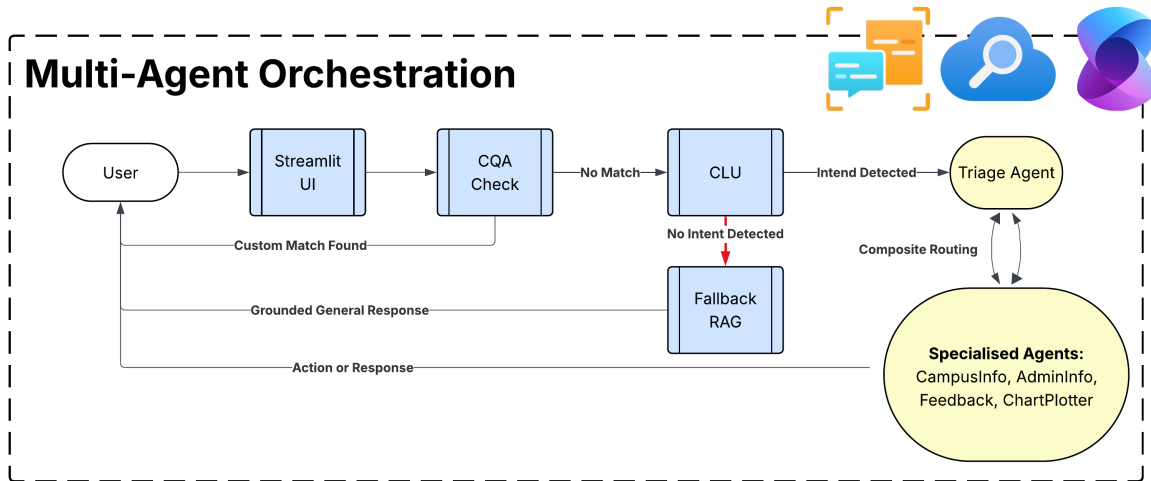 Multi-Agent Orchestration
User
Streamlit
UI
CQA
Check
No Match
CLU
Intend Detected
Triage Agent
No Intent Detected
Custom Match Found
Composite Routing
Fallback
RAG
Grounded General Response
Action or Response
Specialised Agents:
CampusInfo, AdminInfo,
Feedback, ChartPlotter